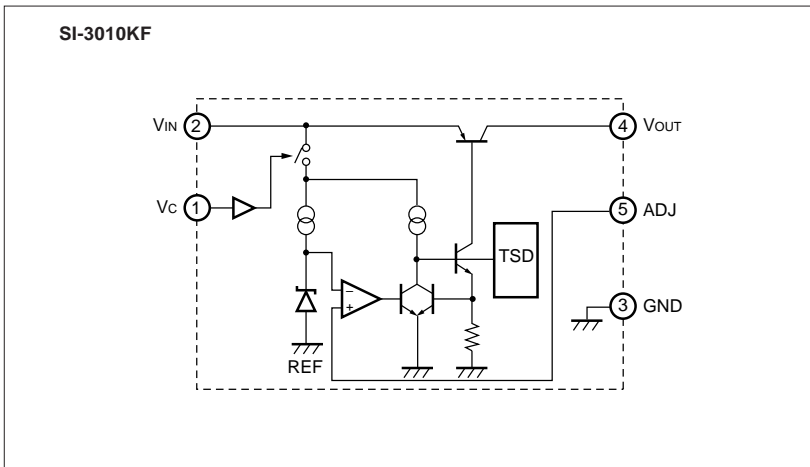 SI-3010KF
VIN 2
4 VOUT
VC 1
5 ADJ
TSD
− 
+
3 GND
REF